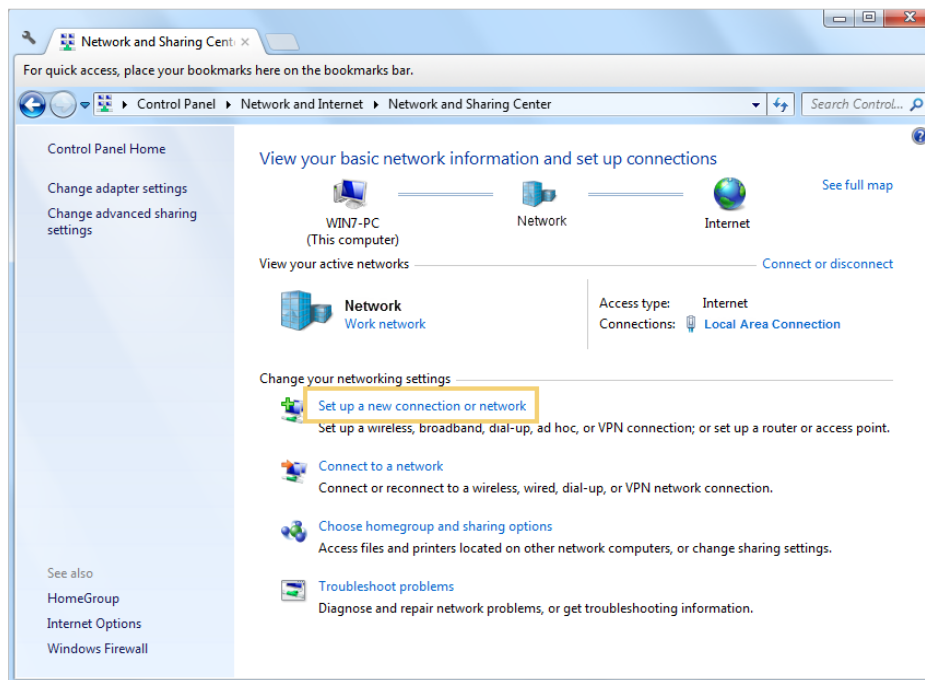 Network and Sharing Cent
For quick access, place your bookmarks here on the bookmarks bar.
Control Panel Network and Internet Network and Sharing Center
Search Control...
Control Panel Home
Change adapter settings
Change advanced sharing
settings
View your basic network information and set up connections
See full map
WIN7-PC
(This computer)
Network
Internet
View your active networks
Connect or disconnect
Network
Work network
Access type: Internet
Connections: Local Area Connection
Change your networking settings
Set up a new connection or network
Set up a wireless, broadband, dial-up, ad hoc, or VPN connection; or set up a router or access point.
Connect to a network
Connect or reconnect to a wireless, wired, dial-up, or VPN network connection.
Choose homegroup and sharing options
Access files and printers located on other network computers, or change sharing settings.
Troubleshoot problems
Diagnose and repair network problems, or get troubleshooting information.
See also
HomeGroup
Internet Options
Windows Firewall